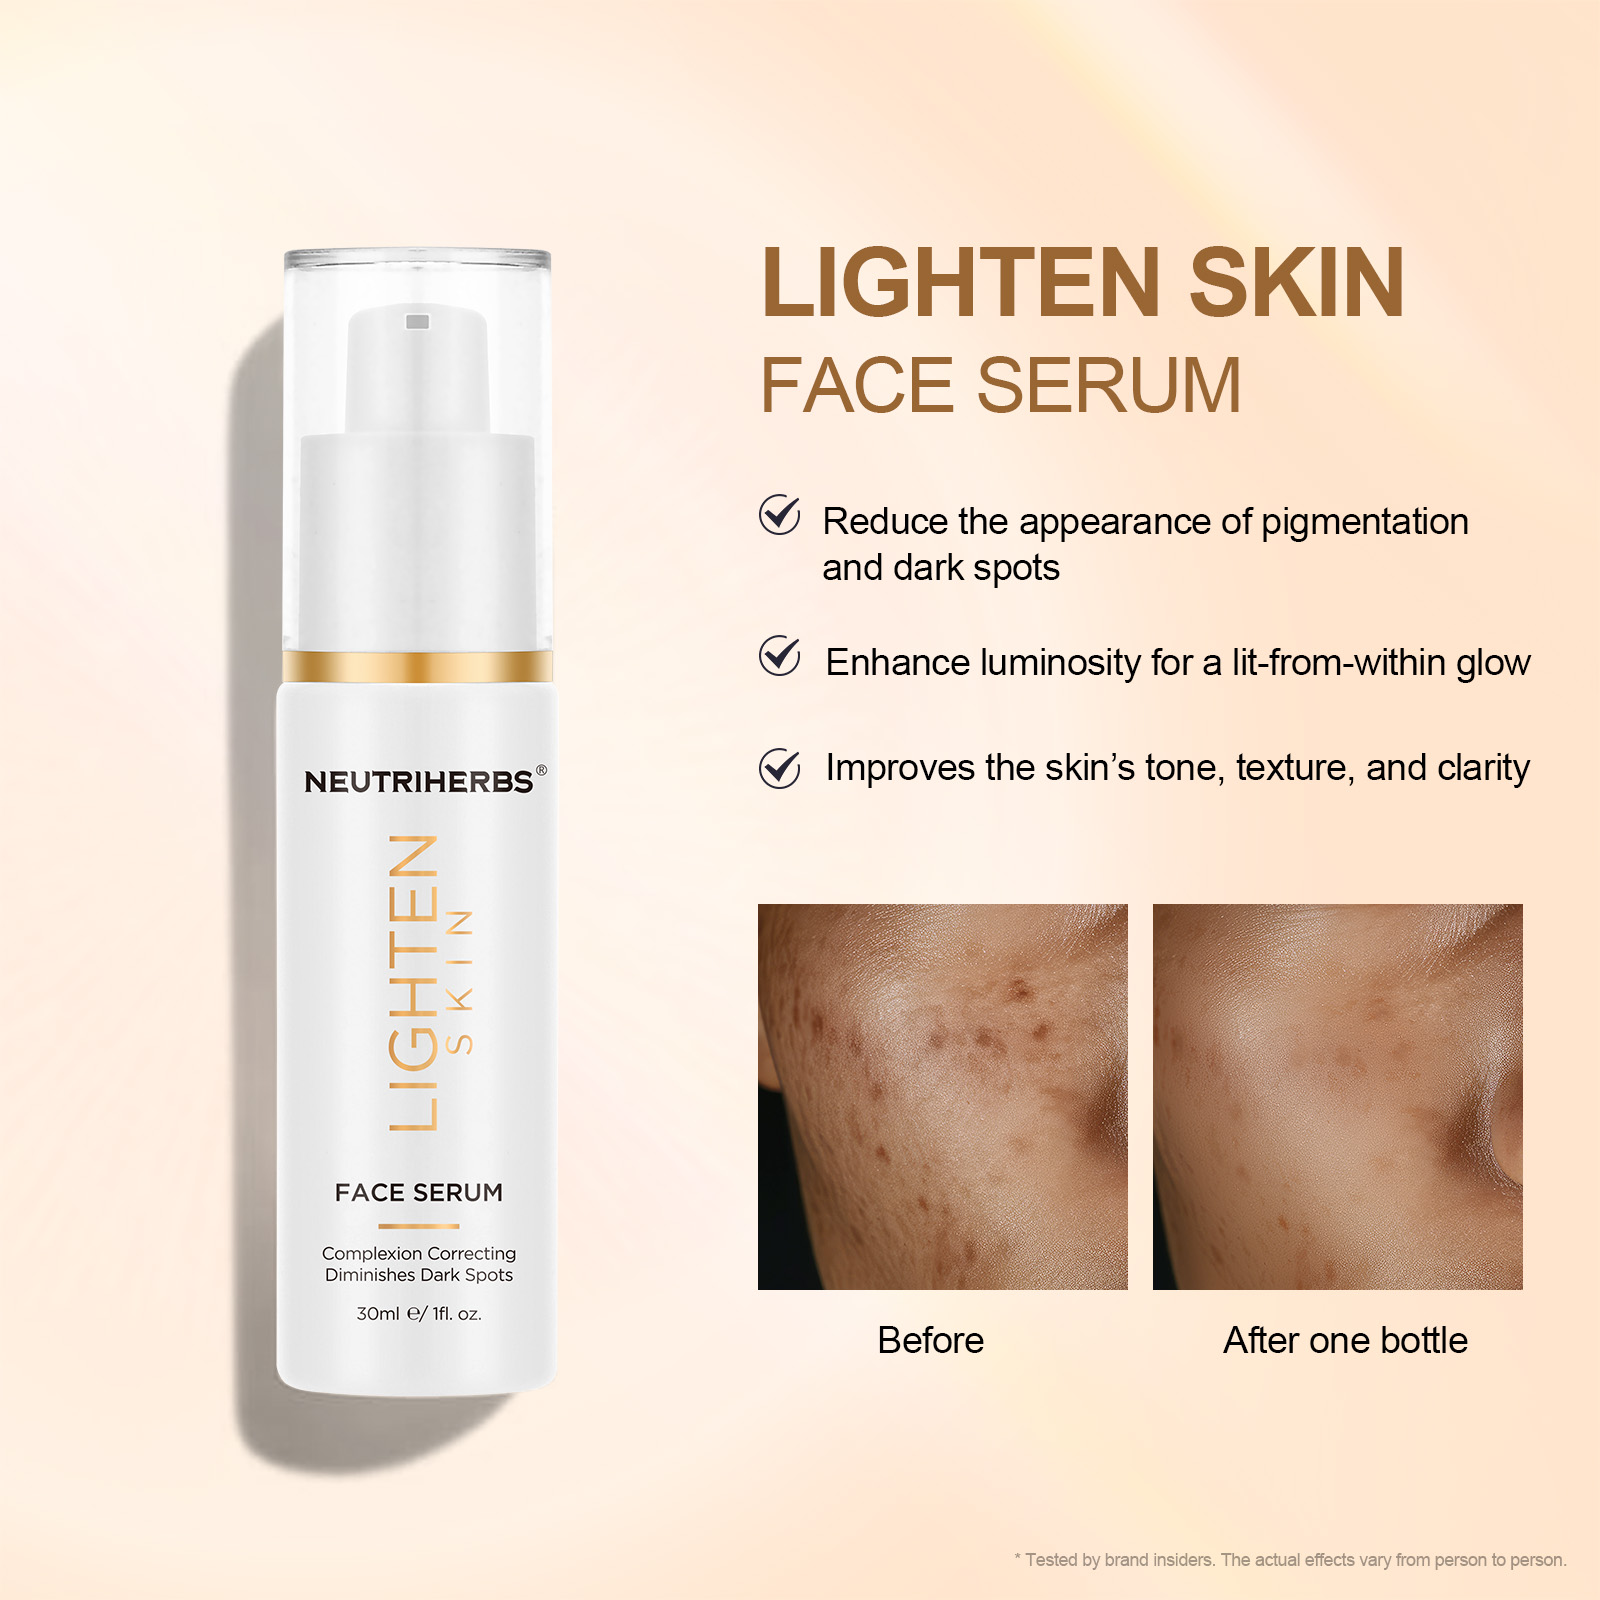 NEUTRIHERBS®
LIGHTEN
SKIN
FACE SERUM
Complexion Correcting
Diminishes Dark Spots
30ml ℮/ 1fl. oz.
LIGHTEN SKIN
FACE SERUM
Reduce the appearance of pigmentation
and dark spots
Enhance luminosity for a lit-from-within glow
Improves the skin’s tone, texture, and clarity
Before
After one bottle
* Tested by brand insiders. The actual effects vary from person to person.